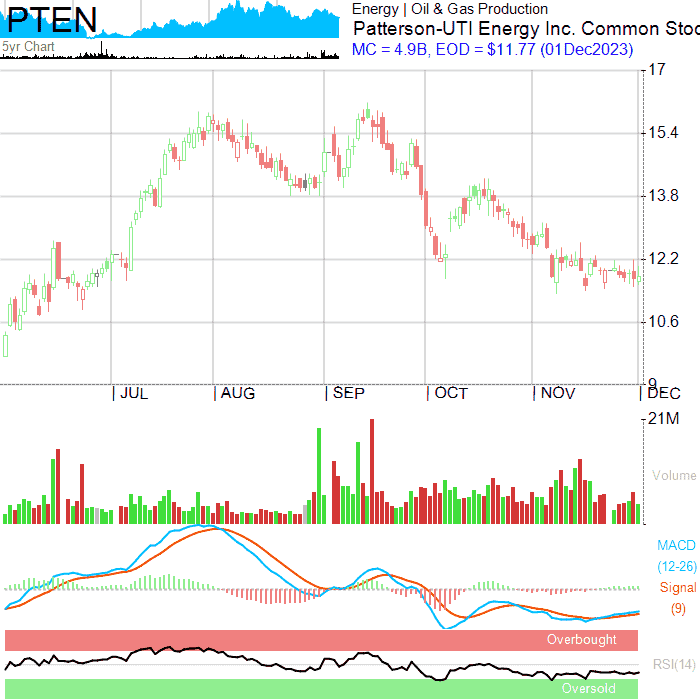 PTEN
5yr Chart
Energy | Oil & Gas Production
Patterson-UTI Energy Inc. Common Stoc
MC = 4.9B, EOD = $11.77 (01Dec2023)
17
15.4
13.8
12.2
10.6
9
JUL
AUG
SEP
OCT
NOV
DEC
21M
Volume
MACD
(12-26)
Signal
(9)
Overbought
RSI(14)
Oversold